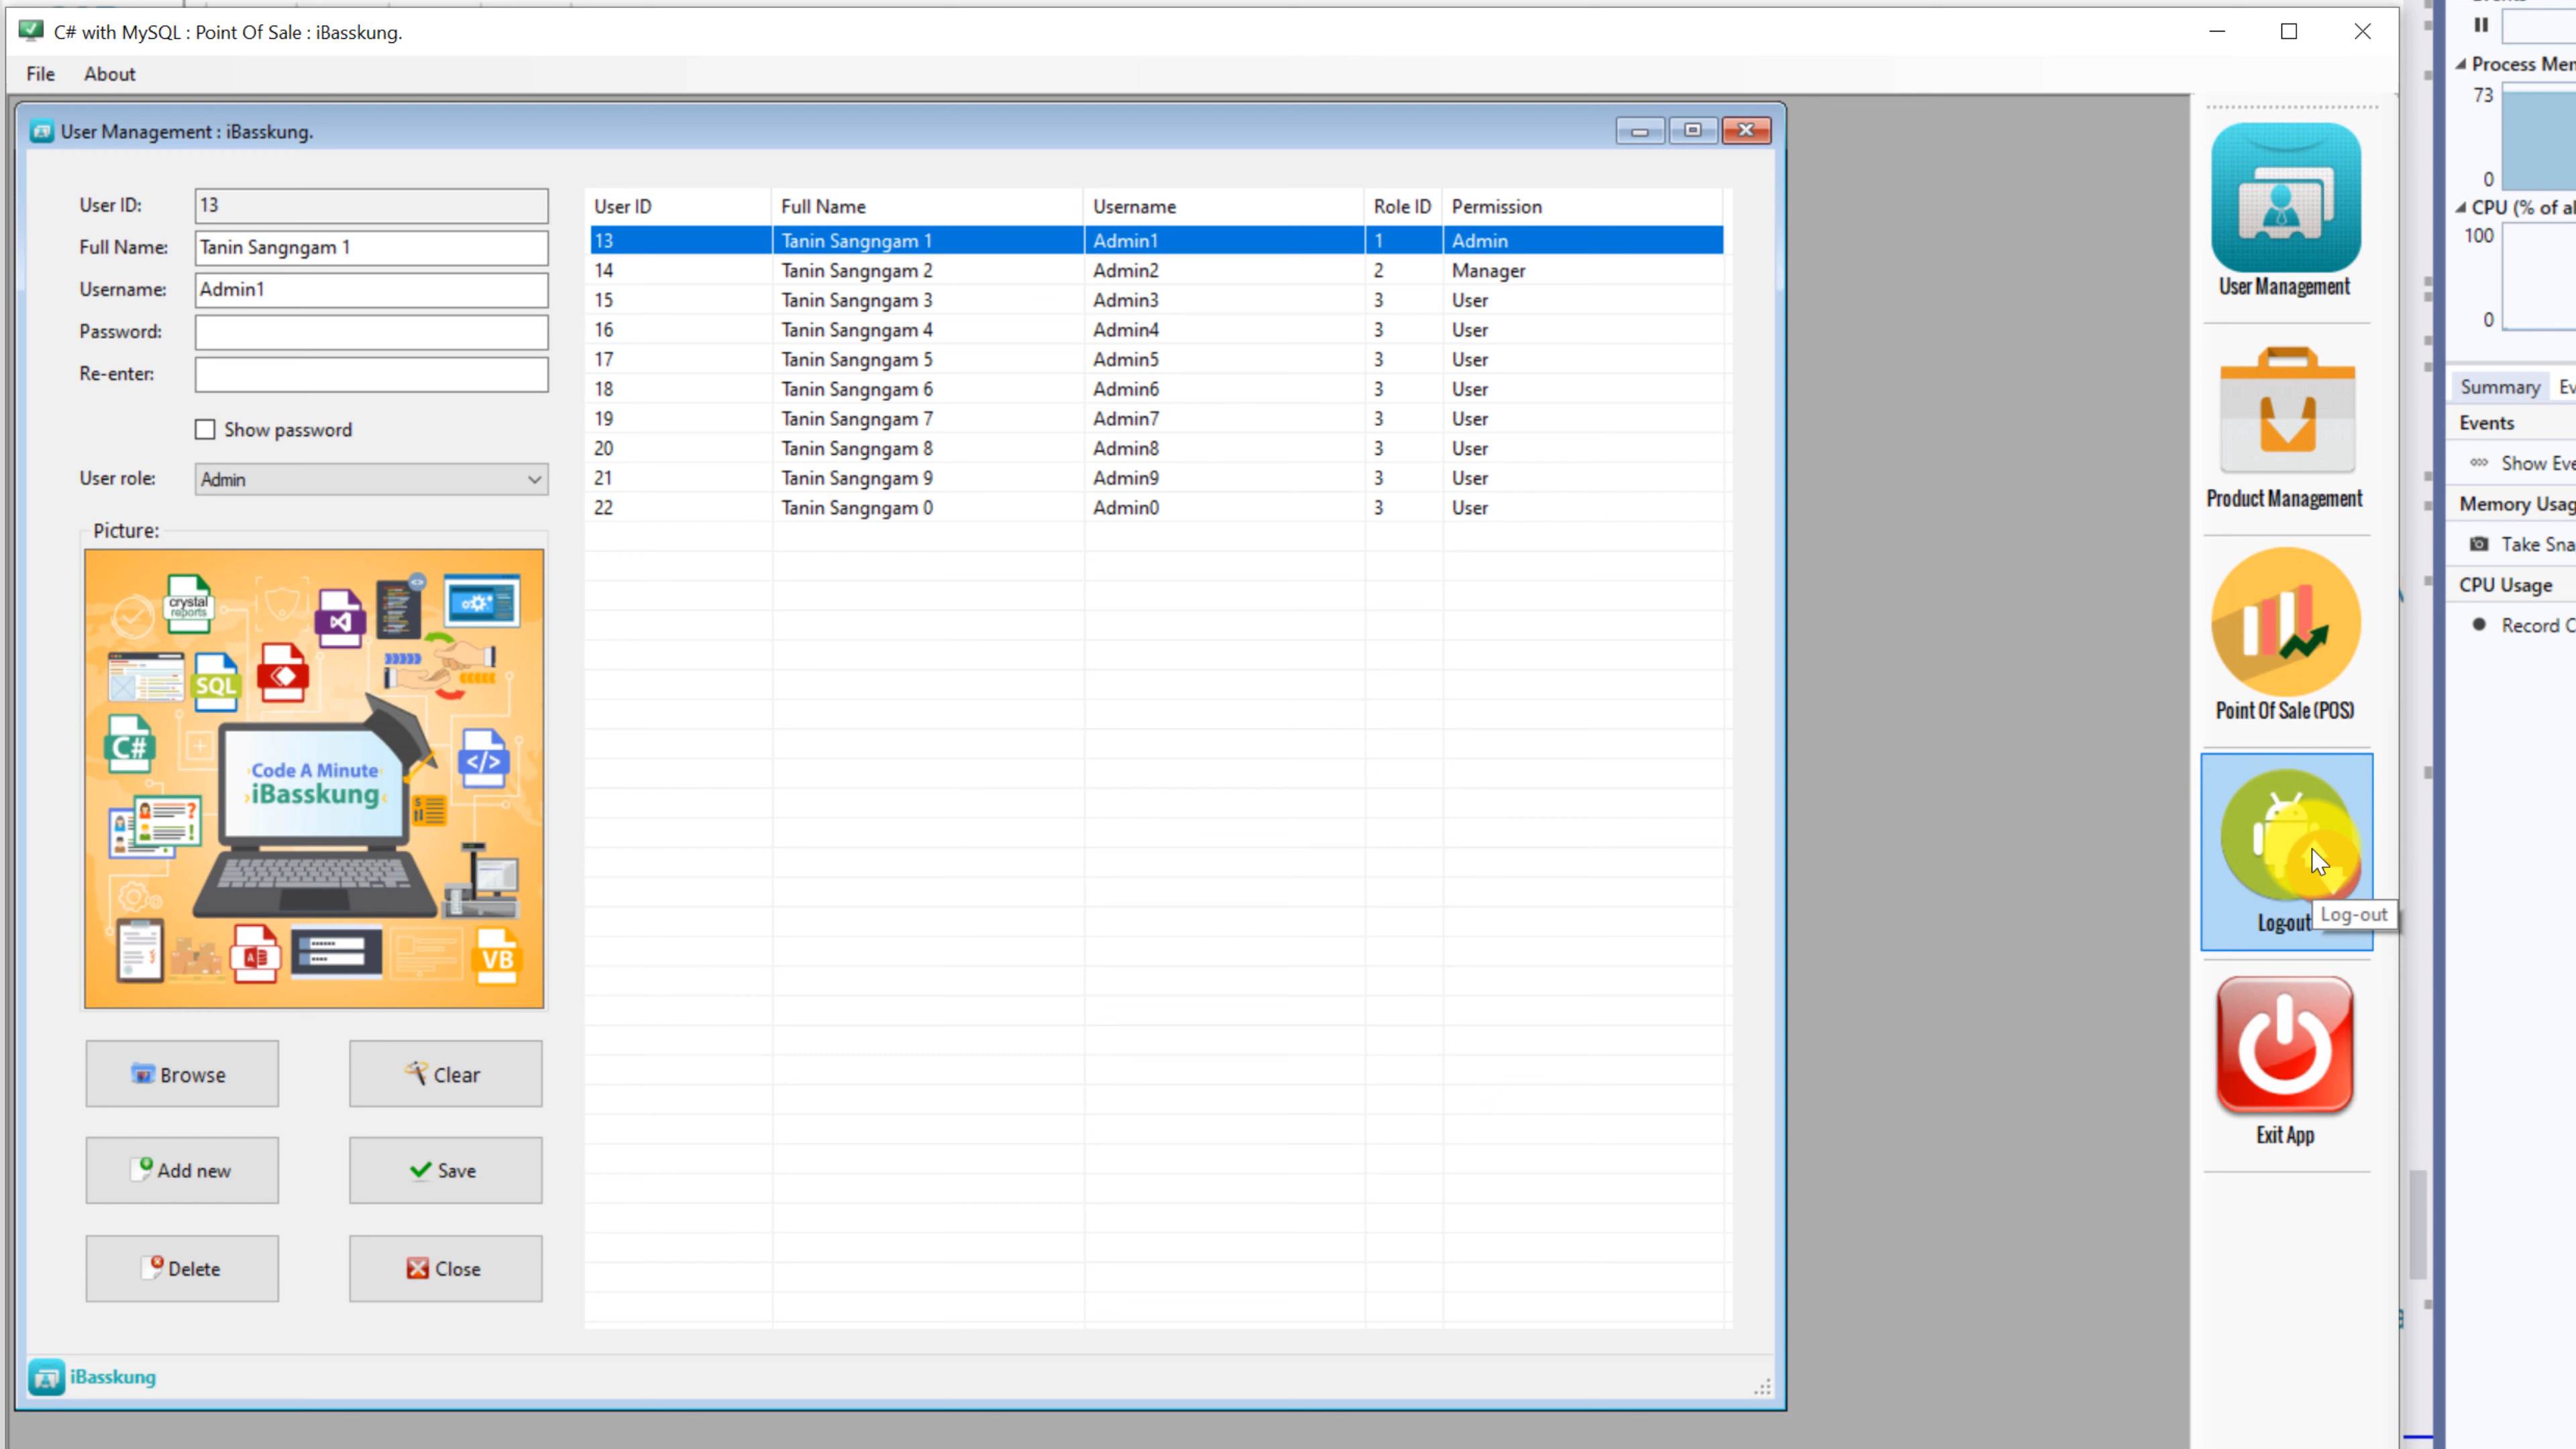 C# with MySQL : Point Of Sale : iBasskung.
File About
User Management : iBasskung.
User ID: 13
Full Name: Tanin Sangngam 1
Username: Admin1
Password:
Re-enter:
Show password
User role: Admin
Picture:
crystal
reports
SQL
C#
Code A Minute
iBasskung
</>
VB
Browse Clear
Add new Save
Delete Close
User ID Full Name Username Role ID Permission
13 Tanin Sangngam 1 Admin1 1 Admin
14 Tanin Sangngam 2 Admin2 2 Manager
15 Tanin Sangngam 3 Admin3 3 User
16 Tanin Sangngam 4 Admin4 3 User
17 Tanin Sangngam 5 Admin5 3 User
18 Tanin Sangngam 6 Admin6 3 User
19 Tanin Sangngam 7 Admin7 3 User
20 Tanin Sangngam 8 Admin8 3 User
21 Tanin Sangngam 9 Admin9 3 User
22 Tanin Sangngam 0 Admin0 3 User
iBasskung
User Management
Product Management
Point Of Sale (POS)
Log-out
Log-out
Exit App
Process Mem
73
0
CPU (% of al
100
0
Summary Ev
Events
Show Eve
Memory Usag
Take Sna
CPU Usage
Record C